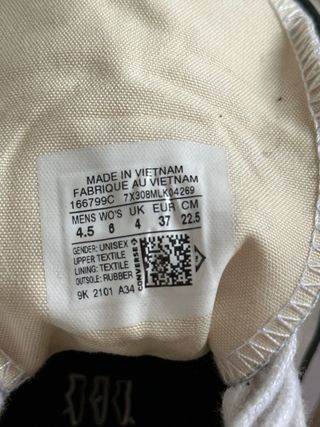 MADE IN VIETNAM
FABRIQUE AU VIETNAM
166799C 7X308MLK04269
MENS WO'S UK EUR CM
4.5 6 4 37 22.5
GENDER: UNISEX
UPPER TEXTILE
LINING: TEXTILE
OUTSOLE: RUBBER
CONVERSE
9K 2101 A34